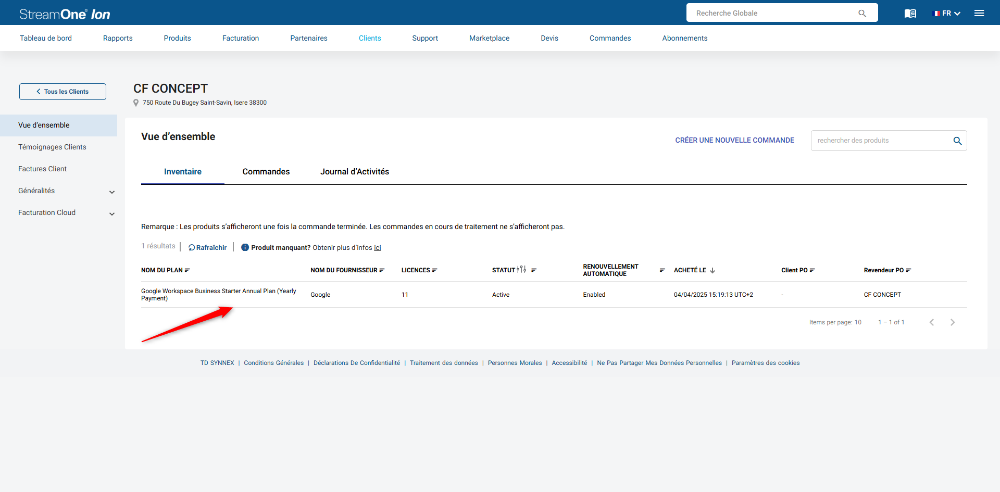 StreamOne® Ion
Recherche Globale
FR
Tableau de bord
Rapports
Produits
Facturation
Partenaires
Clients
Support
Marketplace
Devis
Commandes
Abonnements
Tous les Clients
CF CONCEPT
750 Route Du Bugey Saint-Savin, Isere 38300
Vue d’ensemble
Témoignages Clients
Factures Client
Généralités
Facturation Cloud
Vue d’ensemble
CRÉER UNE NOUVELLE COMMANDE
rechercher des produits
Inventaire
Commandes
Journal d’Activités
Remarque : Les produits s’afficheront une fois la commande terminée. Les commandes en cours de traitement ne s’afficheront pas.
1 résultats
Rafraîchir
Produit manquant? Obtenir plus d’infos ici
NOM DU PLAN
NOM DU FOURNISSEUR
LICENCES
STATUT
RENOUVELLEMENT
AUTOMATIQUE
ACHETÉ LE
Client PO
Revendeur PO
Google Workspace Business Starter Annual Plan (Yearly
Payment)
Google
11
Active
Enabled
04/04/2025 15:19:13 UTC+2
-
CF CONCEPT
Items per page: 10
1 – 1 of 1
TD SYNNEX | Conditions Générales | Déclarations De Confidentialité | Traitement des données | Personnes Morales | Accessibilité | Ne Pas Partager Mes Données Personnelles | Paramètres des cookies